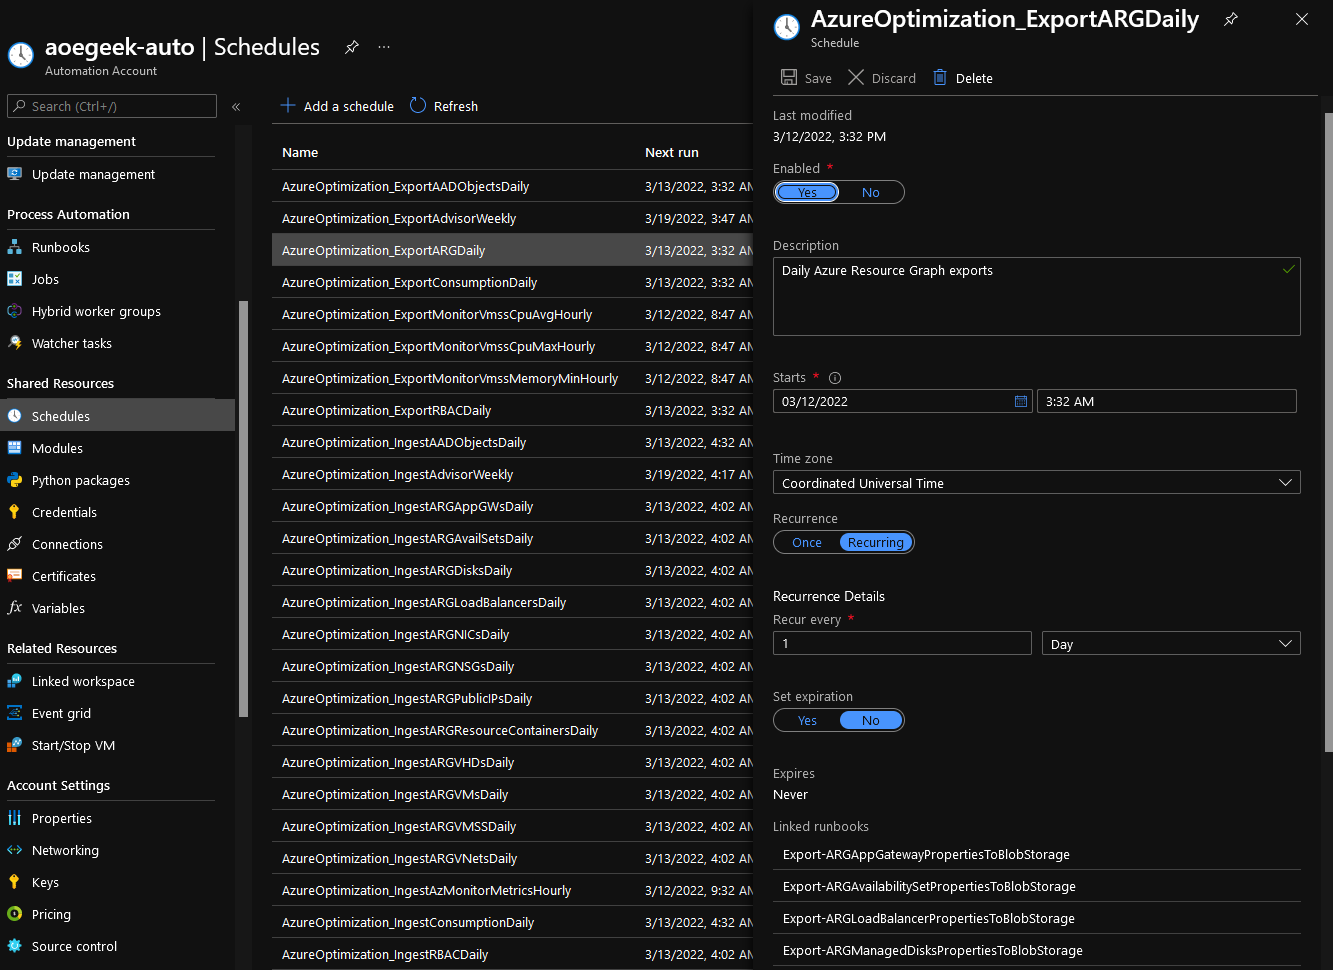 aoegeek-auto | Schedules
Automation Account
Search (Ctrl+/)
Update management
Update management
Process Automation
Runbooks
Jobs
Hybrid worker groups
Watcher tasks
Shared Resources
Schedules
Modules
Python packages
Credentials
Connections
Certificates
Variables
Related Resources
Linked workspace
Event grid
Start/Stop VM
Account Settings
Properties
Networking
Keys
Pricing
Source control
Add a schedule Refresh
Name Next run
AzureOptimization_ExportAADObjectsDaily 3/13/2022, 3:32 AM
AzureOptimization_ExportAdvisorWeekly 3/19/2022, 3:47 AM
AzureOptimization_ExportARGDaily 3/13/2022, 3:32 AM
AzureOptimization_ExportConsumptionDaily 3/13/2022, 3:32 AM
AzureOptimization_ExportMonitorVmssCpuAvgHourly 3/12/2022, 8:47 AM
AzureOptimization_ExportMonitorVmssCpuMaxHourly 3/12/2022, 8:47 AM
AzureOptimization_ExportMonitorVmssMemoryMinHourly 3/12/2022, 8:47 AM
AzureOptimization_ExportRBACDaily 3/13/2022, 3:32 AM
AzureOptimization_IngestAADObjectsDaily 3/13/2022, 4:32 AM
AzureOptimization_IngestAdvisorWeekly 3/19/2022, 4:17 AM
AzureOptimization_IngestARGAppGWsDaily 3/13/2022, 4:02 AM
AzureOptimization_IngestARGAvailSetsDaily 3/13/2022, 4:02 AM
AzureOptimization_IngestARGDisksDaily 3/13/2022, 4:02 AM
AzureOptimization_IngestARGLoadBalancersDaily 3/13/2022, 4:02 AM
AzureOptimization_IngestARGNICsDaily 3/13/2022, 4:02 AM
AzureOptimization_IngestARGNSGsDaily 3/13/2022, 4:02 AM
AzureOptimization_IngestARGPublicIPsDaily 3/13/2022, 4:02 AM
AzureOptimization_IngestARGResourceContainersDaily 3/13/2022, 4:02 AM
AzureOptimization_IngestARGVHDsDaily 3/13/2022, 4:02 AM
AzureOptimization_IngestARGVMsDaily 3/13/2022, 4:02 AM
AzureOptimization_IngestARGVMSSDaily 3/13/2022, 4:02 AM
AzureOptimization_IngestARGVNetsDaily 3/13/2022, 4:02 AM
AzureOptimization_IngestAzMonitorMetricsHourly 3/12/2022, 9:32 AM
AzureOptimization_IngestConsumptionDaily 3/13/2022, 4:32 AM
AzureOptimization_IngestRBACDaily 3/13/2022, 4:02 AM
AzureOptimization_ExportARGDaily
Schedule
Save Discard Delete
Last modified
3/12/2022, 3:32 PM
Enabled *
Yes No
Description
Daily Azure Resource Graph exports
Starts *
03/12/2022 3:32 AM
Time zone
Coordinated Universal Time
Recurrence
Once Recurring
Recurrence Details
Recur every *
1 Day
Set expiration
Yes No
Expires
Never
Linked runbooks
Export-ARGAppGatewayPropertiesToBlobStorage
Export-ARGAvailabilitySetPropertiesToBlobStorage
Export-ARGLoadBalancerPropertiesToBlobStorage
Export-ARGManagedDisksPropertiesToBlobStorage